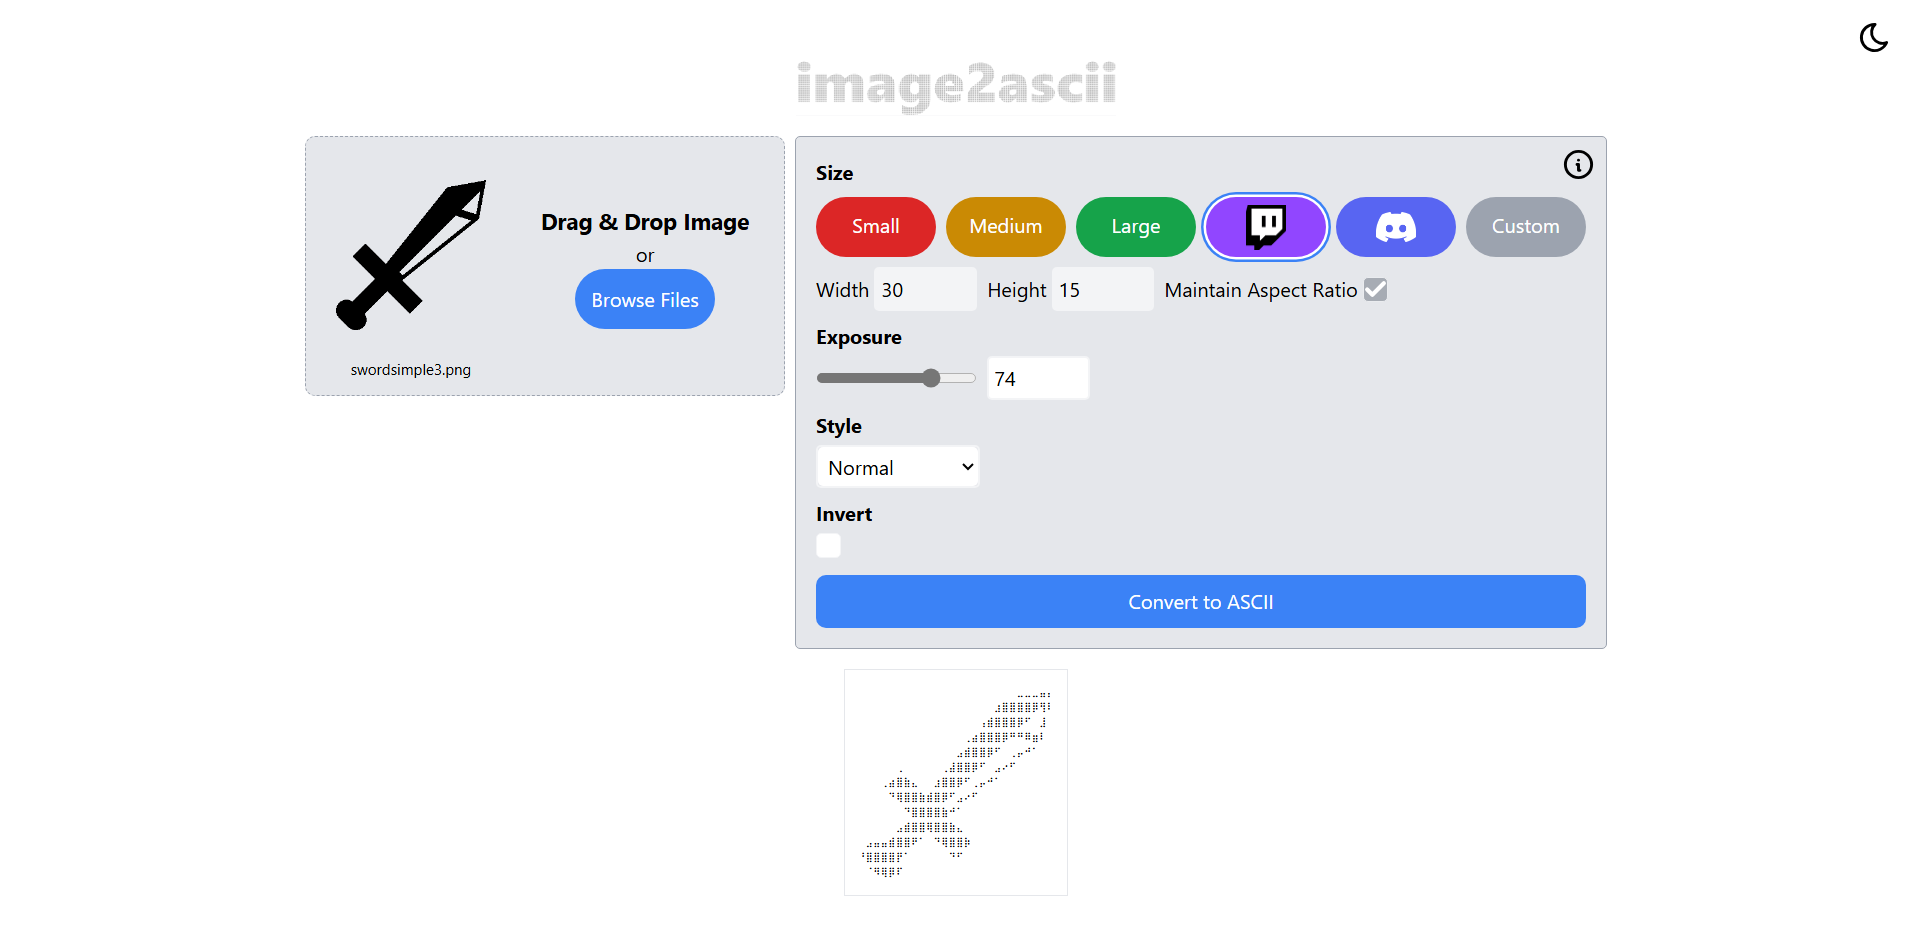 image2ascii
Drag & Drop Image
or
Browse Files
swordsimple3.png
Size
Small
Medium
Large
Custom
Width 30 Height 15 Maintain Aspect Ratio
Exposure
74
Style
Normal
Invert
Convert to ASCII